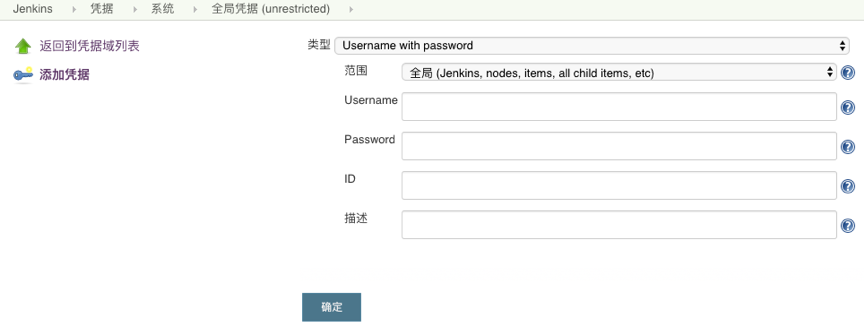 Jenkins 凭据 系统 全局凭据 (unrestricted)
返回到凭据域列表
添加凭据
类型 Username with password
范围 全局 (Jenkins, nodes, items, all child items, etc)
Username
Password
ID
描述
确定